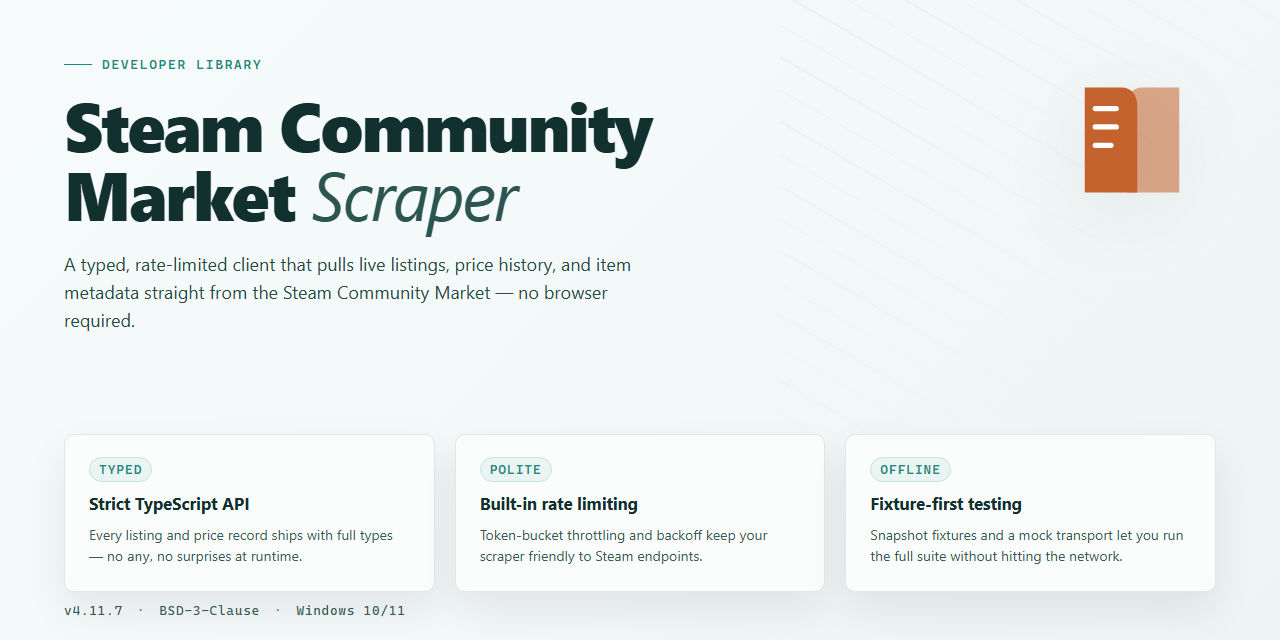 DEVELOPER LIBRARY
Steam Community
Market Scraper
A typed, rate-limited client that pulls live listings, price history, and item
metadata straight from the Steam Community Market — no browser
required.
TYPED
Strict TypeScript API
Every listing and price record ships with full types
— no any, no surprises at runtime.
POLITE
Built-in rate limiting
Token-bucket throttling and backoff keep your
scraper friendly to Steam endpoints.
OFFLINE
Fixture-first testing
Snapshot fixtures and a mock transport let you run
the full suite without hitting the network.
v4.11.7 · BSD-3-Clause · Windows 10/11